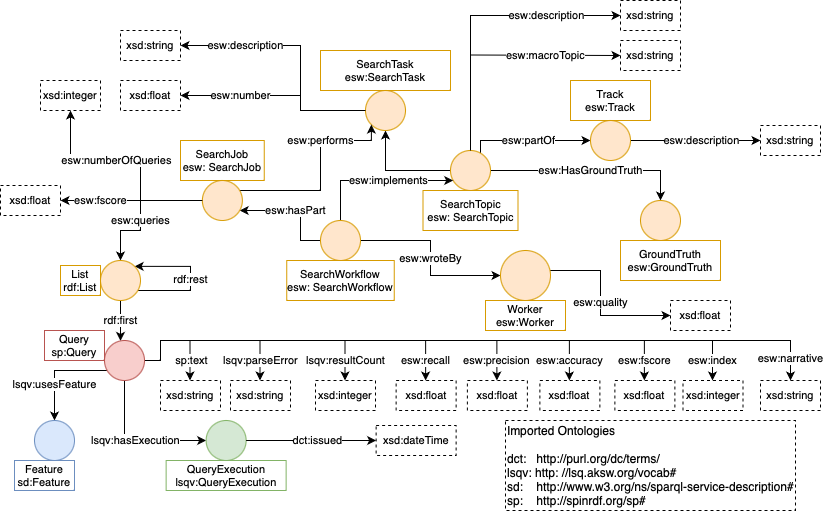 esw:description
xsd:string
xsd:string
esw:description
esw:macroTopic
xsd:string
SearchTask
esw:SearchTask
xsd:integer
xsd:float
esw:number
Track
esw:Track
esw:performs
esw:partOf
esw:description
xsd:string
SearchJob
esw: SearchJob
esw:numberOfQueries
esw:HasGroundTruth
esw:implements
xsd:float
esw:fscore
SearchTopic
esw: SearchTopic
esw:hasPart
esw:queries
GroundTruth
esw:GroundTruth
esw:wroteBy
List
rdf:List
rdf:rest
SearchWorkflow
esw: SearchWorkflow
Worker
esw:Worker
esw:quality
xsd:float
rdf:first
Query
sp:Query
sp:text
lsqv:parseError
lsqv:resultCount
esw:recall
esw:precision
esw:accuracy
esw:fscore
esw:index
esw:narrative
lsqv:usesFeature
xsd:string
xsd:string
xsd:integer
xsd:float
xsd:float
xsd:float
xsd:float
xsd:integer
xsd:string
lsqv:hasExecution
dct:issued
xsd:dateTime
Feature
sd:Feature
QueryExecution
lsqv:QueryExecution
Imported Ontologies
dct: http://purl.org/dc/terms/
lsqv: http: //lsq.aksw.org/vocab#
sd: http://www.w3.org/ns/sparql-service-description#
sp: http://spinrdf.org/sp#